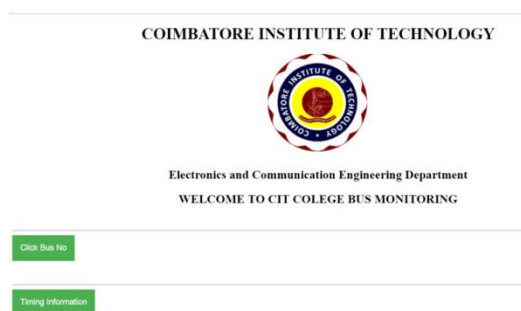 COIMBATORE INSTITUTE OF TECHNOLOGY
COIMBATORE INSTITUTE OF TECHNOLOGY
Electronics and Communication Engineering Department
WELCOME TO CIT COLEGE BUS MONITORING
Click Bus No
Timing Information